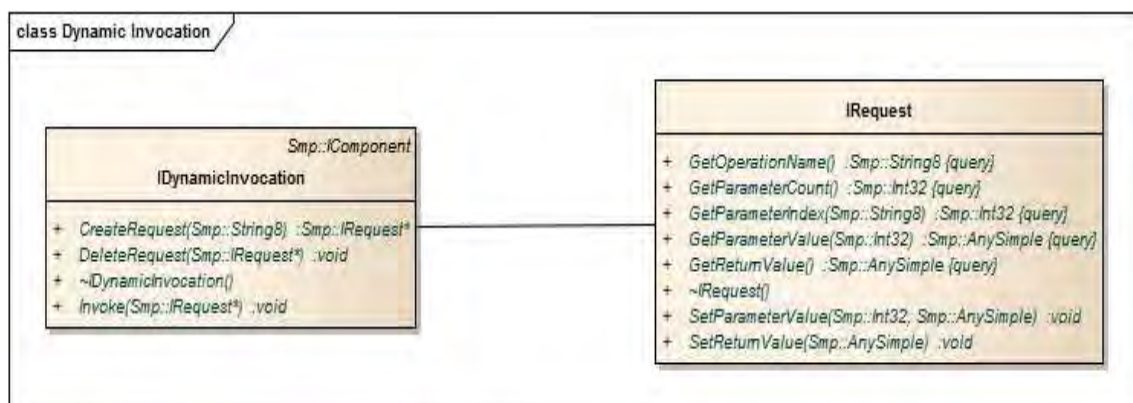 class Dynamic Invocation
Smp::IComponent
IDynamicInvocation
+ CreateRequest(Smp::String8) :Smp::IRequest*
+ DeleteRequest(Smp::IRequest*) :void
+ ~IDynamicInvocation()
+ Invoke(Smp::IRequest*) :void
IRequest
+ GetOperationName() :Smp::String8 {query}
+ GetParameterCount() :Smp::Int32 {query}
+ GetParameterIndex(Smp::String8) :Smp::Int32 {query}
+ GetParameterValue(Smp::Int32) :Smp::AnySimple {query}
+ GetReturnValue() :Smp::AnySimple {query}
+ ~IRequest()
+ SetParameterValue(Smp::Int32, Smp::AnySimple) :void
+ SetReturnValue(Smp::AnySimple) :void